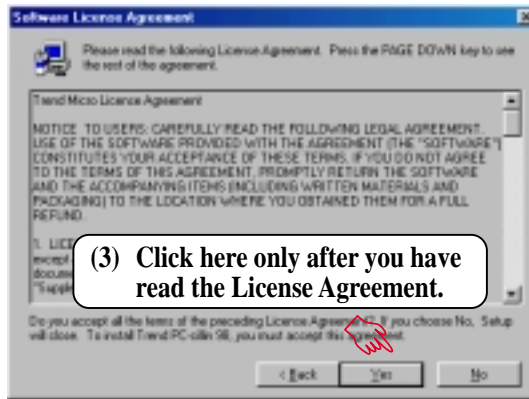 Software License Agreement
Please read the following License Agreement. Press the PAGE DOWN key to see
the rest of the agreement.
Trend Micro License Agreement
NOTICE TO USERS: CAREFULLY READ THE FOLLOWING LEGAL AGREEMENT.
USE OF THE SOFTWARE PROVIDED WITH THE AGREEMENT (THE "SOFTWARE")
CONSTITUTES YOUR ACCEPTANCE OF THESE TERMS. IF YOU DO NOT AGREE
TO THE TERMS OF THIS AGREEMENT, PROMPTLY RETURN THE SOFTWARE
AND THE ACCOMPANYING ITEMS (INCLUDING WRITTEN MATERIALS AND
PACKAGING) TO THE LOCATION WHERE YOU OBTAINED THEM FOR A FULL
REFUND.
1. LICE
except
docume
"Supple
(3) Click here only after you have
read the License Agreement.
Do you accept all the terms of the preceding License Agreement? If you choose No, Setup
will close. To install Trend PC-cillin 98, you must accept this agreement.
< Back Yes No